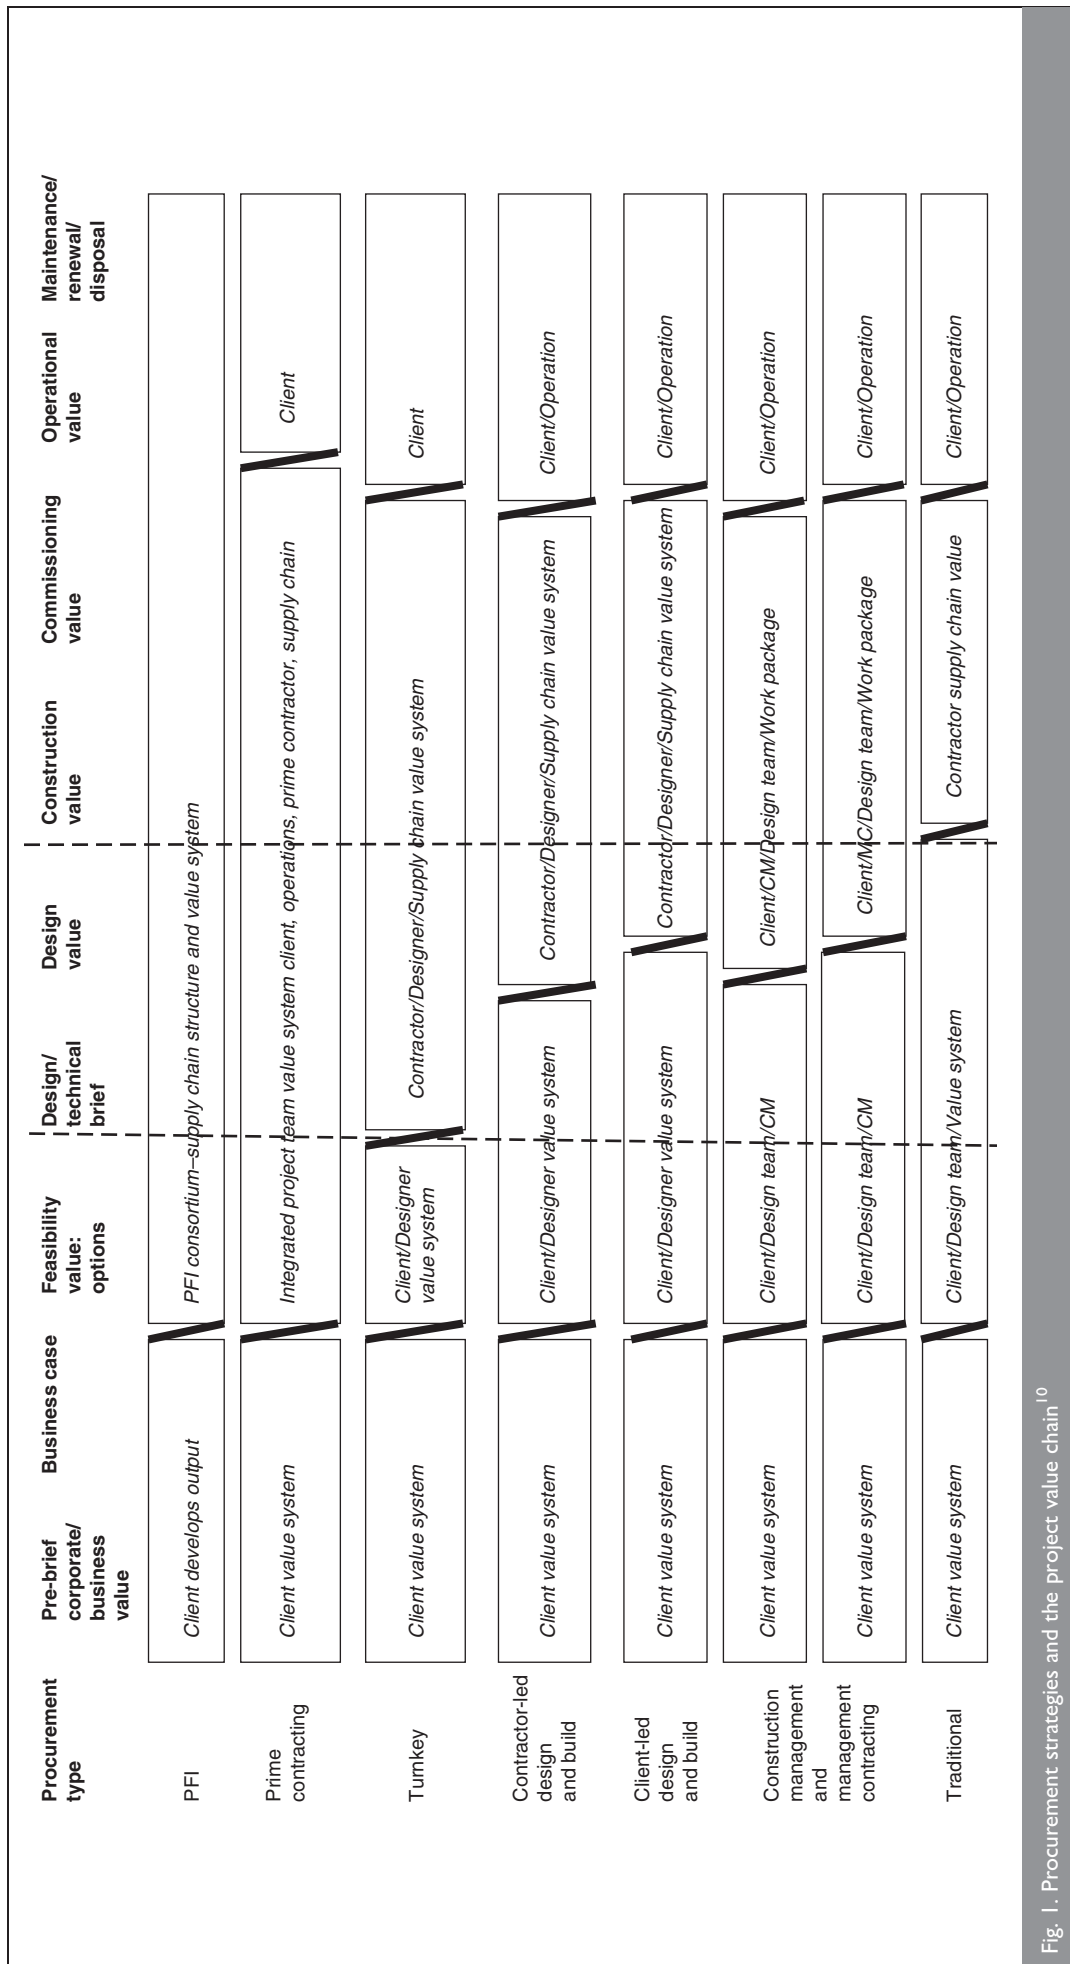 Procurement
type
Pre-brief
corporate/
business
value
Business case
Feasibility
value:
options
Design/
technical
brief
Design
value
Construction
value
Commissioning
value
Operational
value
Maintenance/
renewal/
disposal
PFI
Client develops output
PFI consortium–supply chain structure and value system
Prime
contracting
Client value system
Integrated project team value system client, operations, prime contractor, supply chain
Client
Turnkey
Client value system
Client/Designer
value system
Contractor/Designer/Supply chain value system
Client
Contractor-led
design
and build
Client value system
Client/Designer value system
Contractor/Designer/Supply chain value system
Client/Operation
Client-led
design
and build
Client value system
Client/Designer value system
Contractor/Designer/Supply chain value system
Client/Operation
Construction
management
and
management
contracting
Client value system
Client/Design team/CM
Client/CM/Design team/Work package
Client/Operation
Client value system
Client/Design team/CM
Client/MC/Design team/Work package
Client/Operation
Traditional
Client value system
Client/Design team/Value system
Contractor supply chain value
Client/Operation
Fig. 1. Procurement strategies and the project value chain10